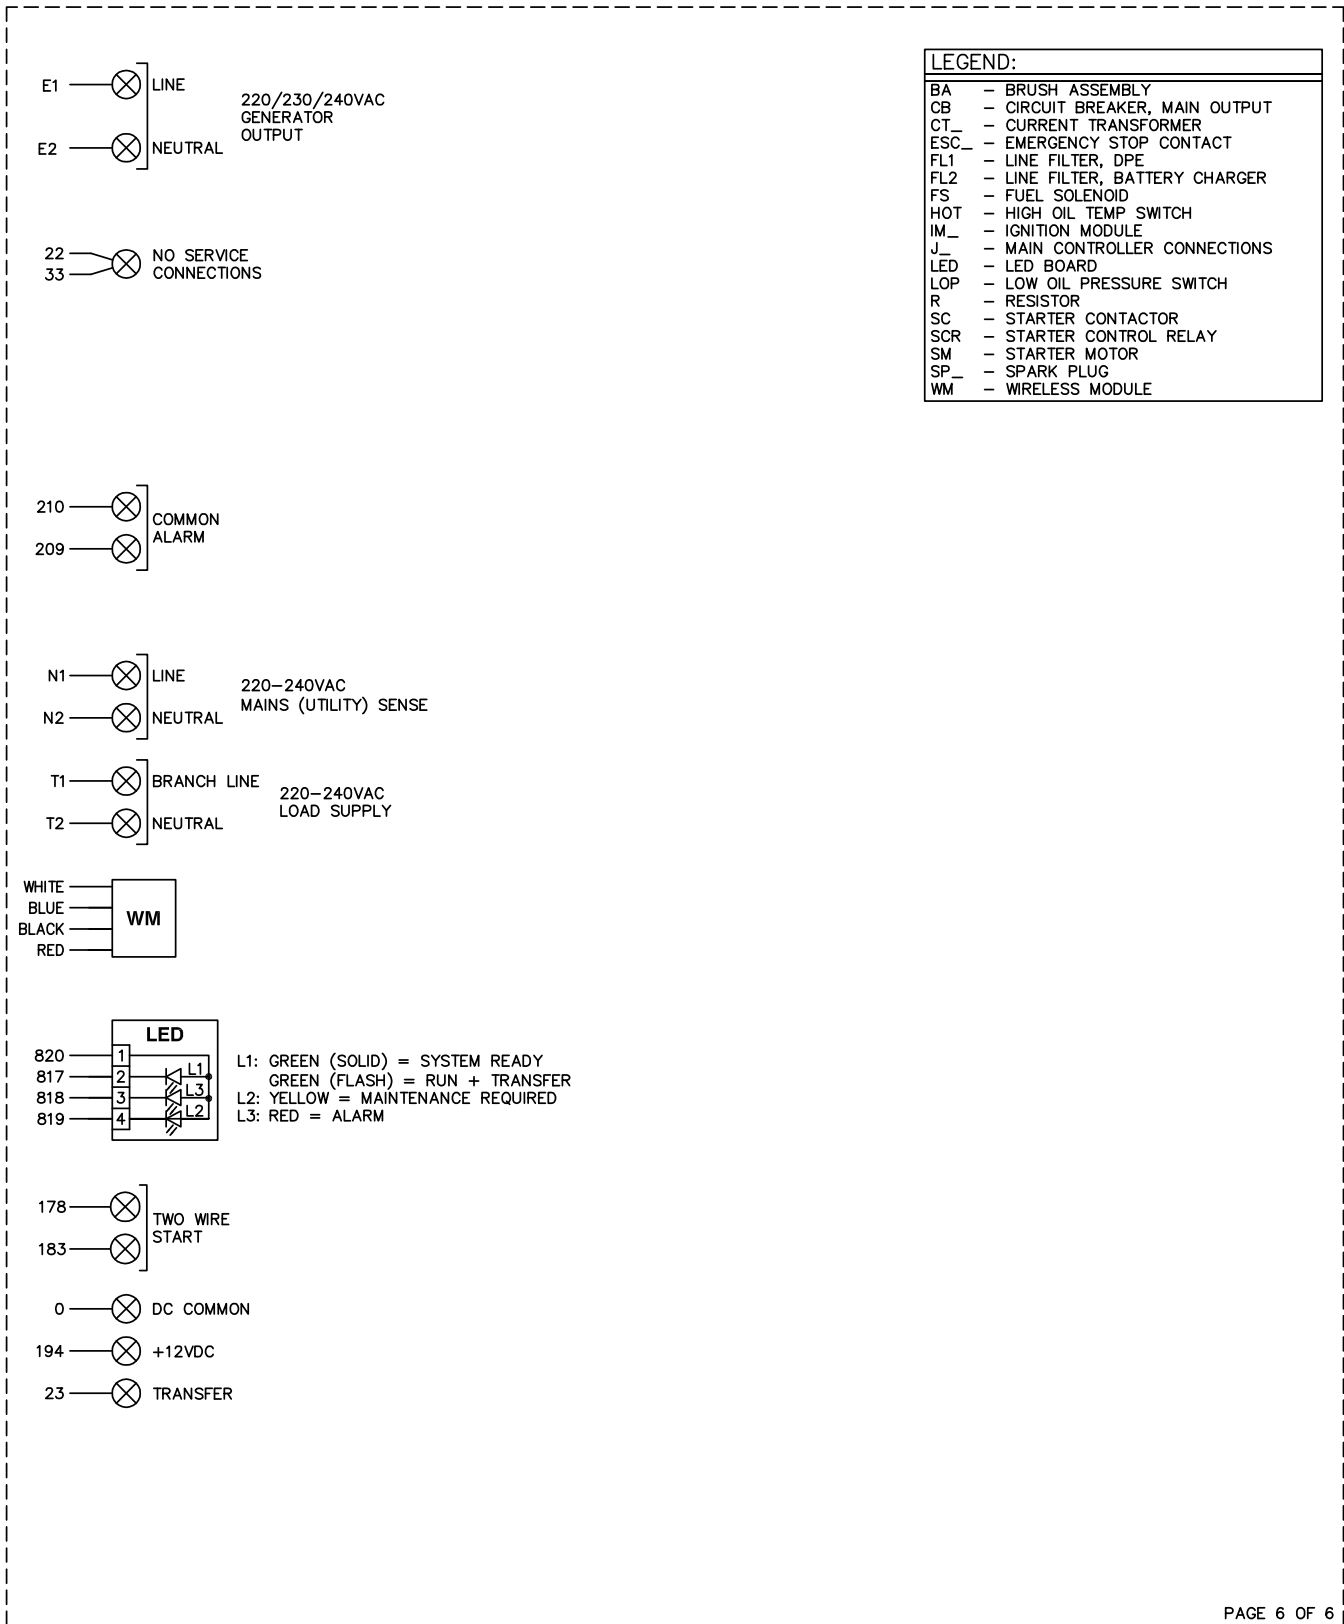 E1
LINE
220/230/240VAC
GENERATOR
OUTPUT
E2
NEUTRAL
22
33
NO SERVICE
CONNECTIONS
210
209
COMMON
ALARM
N1
LINE
220-240VAC
MAINS (UTILITY) SENSE
N2
NEUTRAL
T1
BRANCH LINE
220-240VAC
LOAD SUPPLY
T2
NEUTRAL
WHITE
BLUE
BLACK
RED
WM
LED
820
817
818
819
1
2
3
4
L1
L3
L2
L1: GREEN (SOLID) = SYSTEM READY
GREEN (FLASH) = RUN + TRANSFER
L2: YELLOW = MAINTENANCE REQUIRED
L3: RED = ALARM
178
183
TWO WIRE
START
0
DC COMMON
194
+12VDC
23
TRANSFER
LEGEND:
BA – BRUSH ASSEMBLY
CB – CIRCUIT BREAKER, MAIN OUTPUT
CT_ – CURRENT TRANSFORMER
ESC_ – EMERGENCY STOP CONTACT
FL1 – LINE FILTER, DPE
FL2 – LINE FILTER, BATTERY CHARGER
FS – FUEL SOLENOID
HOT – HIGH OIL TEMP SWITCH
IM_ – IGNITION MODULE
J_ – MAIN CONTROLLER CONNECTIONS
LED – LED BOARD
LOP – LOW OIL PRESSURE SWITCH
R – RESISTOR
SC – STARTER CONTACTOR
SCR – STARTER CONTROL RELAY
SM – STARTER MOTOR
SP_ – SPARK PLUG
WM – WIRELESS MODULE
PAGE 6 OF 6